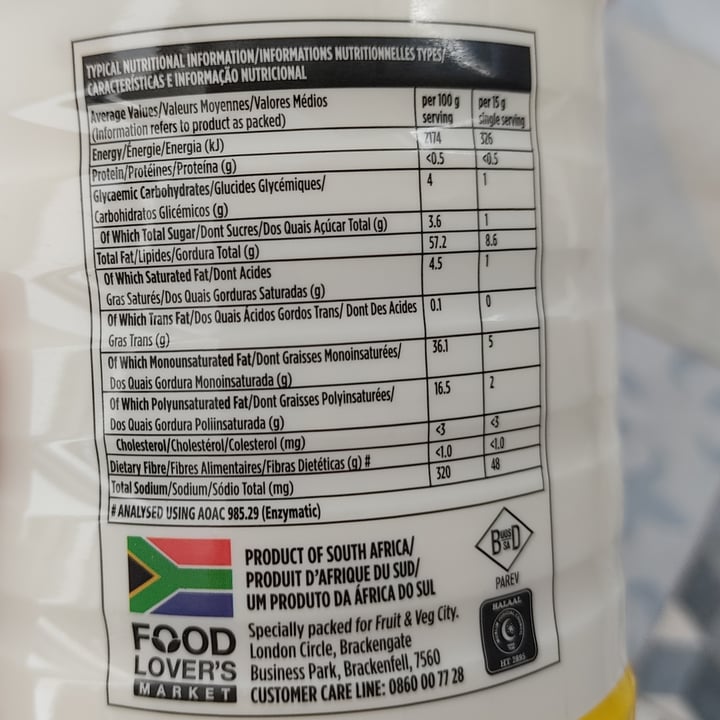 TYPICAL NUTRITIONAL INFORMATION/INFORMATIONS NUTRITIONNELLES TYPES/
CARACTERÍSTICAS E INFORMAÇÃO NUTRICIONAL
Average Values/Valeurs Moyennes/Valores Médios
(Information refers to product as packed)
per 100 g
serving
per 15 g
single serving
Energy/Énergie/Energia (kJ) 2174 326
Protein/Protéines/Proteína (g) <0.5 <0.5
Glycaemic Carbohydrates/Glucides Glycémiques/
Carbohidratos Glicémicos (g) 4 1
Of Which Total Sugar/Dont Sucres/Dos Quais Açúcar Total (g) 3.6 1
Total Fat/Lipides/Gordura Total (g) 57.2 8.6
Of Which Saturated Fat/Dont Acides
Gras Saturés/Dos Quais Gorduras Saturadas (g) 4.5 1
Of Which Trans Fat/Dos Quais Ácidos Gordos Trans/ Dont Des Acides
Gras Trans (g) 0.1 0
Of Which Monounsaturated Fat/Dont Graisses Monoinsaturées/
Dos Quais Gordura Monoinsaturada (g) 36.1 5
Of Which Polyunsaturated Fat/Dont Graisses Polyinsaturées/
Dos Quais Gordura Poliinsaturada (g) 16.5 2
Cholesterol/Cholestérol/Colesterol (mg) <3 <3
Dietary Fibre/Fibres Alimentaires/Fibras Dietéticas (g) # <1.0 <1.0
Total Sodium/Sodium/Sódio Total (mg) 320 48
# ANALYSED USING AOAC 985.29 (Enzymatic)
PRODUCT OF SOUTH AFRICA/
PRODUIT D'AFRIQUE DU SUD/
UM PRODUTO DA ÁFRICA DO SUL
FOOD
LOVER'S
MARKET
Specially packed for Fruit & Veg City.
London Circle, Brackengate
Business Park, Brackenfell, 7560
CUSTOMER CARE LINE: 0860 00 77 28
PAREV
HALAAL